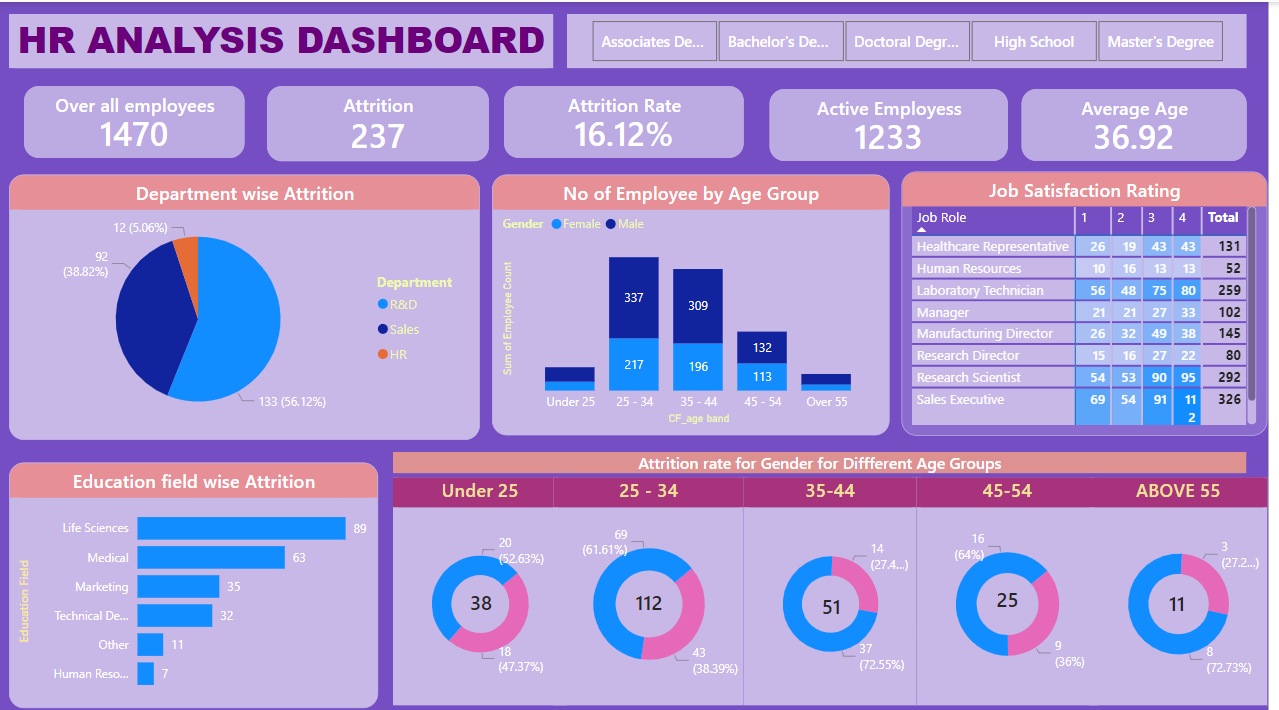 HR ANALYSIS DASHBOARD
Associates De...
Bachelor's De...
Doctoral Degr...
High School
Master's Degree
Over all employees
1470
Attrition
237
Attrition Rate
16.12%
Active Employess
1233
Average Age
36.92
Department wise Attrition
12 (5.06%)
92
(38.82%)
133 (56.12%)
Department
R&D
Sales
HR
No of Employee by Age Group
Gender Female Male
Sum of Employee Count
337
217
309
196
132
113
Under 25
25 - 34
35 - 44
45 - 54
Over 55
CF_age band
Job Satisfaction Rating
Job Role 1 2 3 4 Total
Healthcare Representative 26 19 43 43 131
Human Resources 10 16 13 13 52
Laboratory Technician 56 48 75 80 259
Manager 21 21 27 33 102
Manufacturing Director 26 32 49 38 145
Research Director 15 16 27 22 80
Research Scientist 54 53 90 95 292
Sales Executive 69 54 91 11 326
2
Education field wise Attrition
Education Field
Life Sciences 89
Medical 63
Marketing 35
Technical De... 32
Other 11
Human Reso... 7
Attrition rate for Gender for Diffferent Age Groups
Under 25
20
(52.63%)
38
18
(47.37%)
25 - 34
69
(61.61%)
112
43
(38.39%)
35-44
14
(27.4...)
51
37
(72.55%)
45-54
16
(64%)
25
9
(36%)
ABOVE 55
3
(27.2...)
11
8
(72.73%)